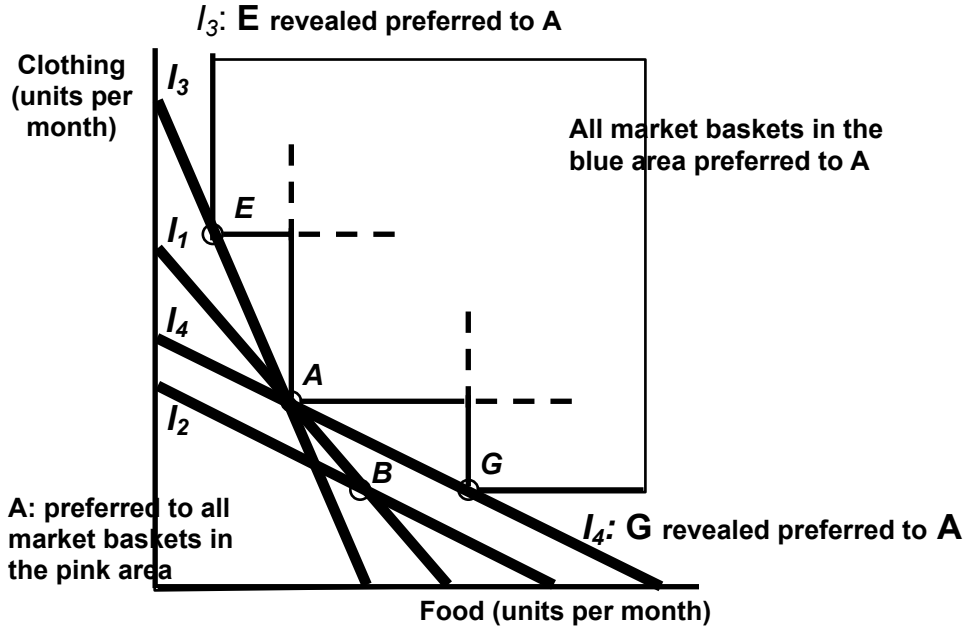 I3: E revealed preferred to A
Clothing
(units per
month)
I3
All market baskets in the
blue area preferred to A
E
I1
I4
A
I2
B
G
A: preferred to all
market baskets in
the pink area
I4: G revealed preferred to A
Food (units per month)